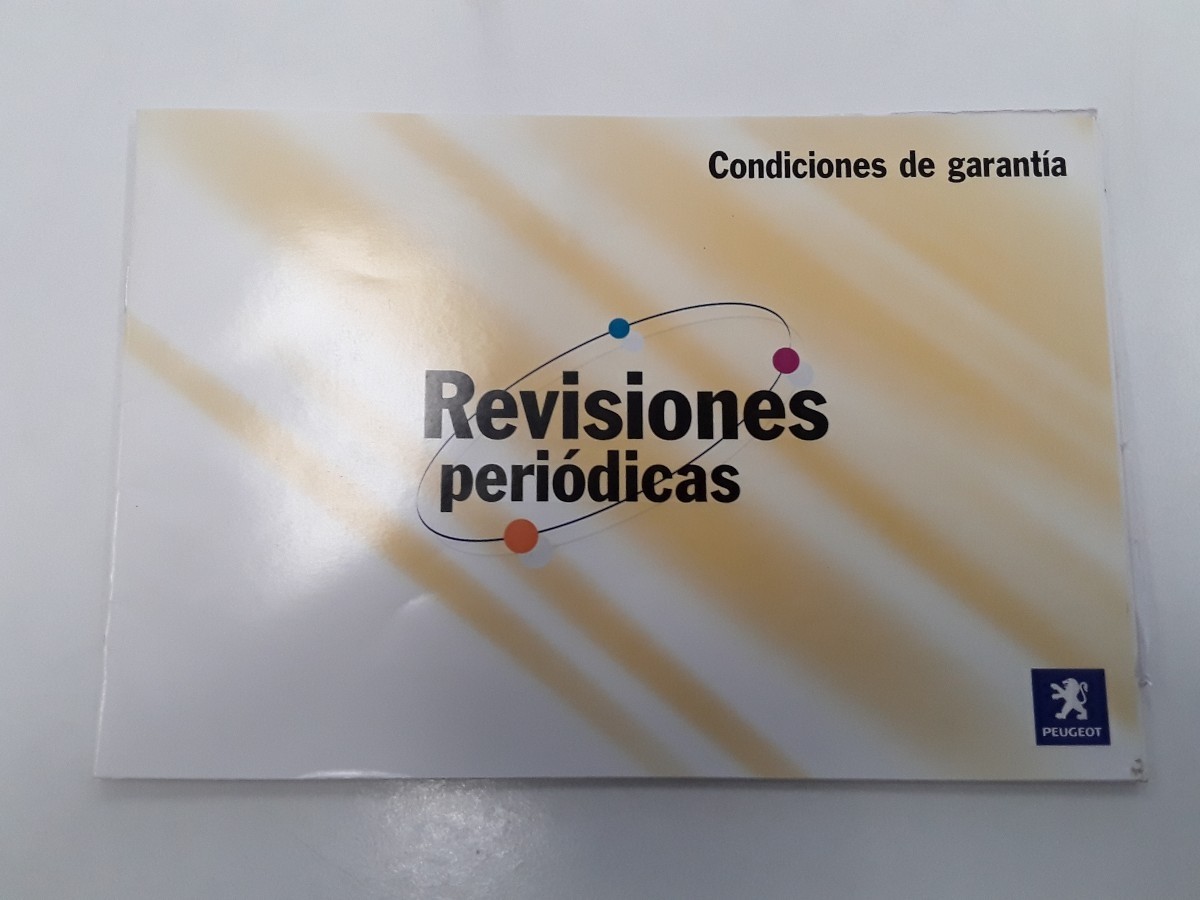 Condiciones de garantía
Revisiones
periódicas
PEUGEOT